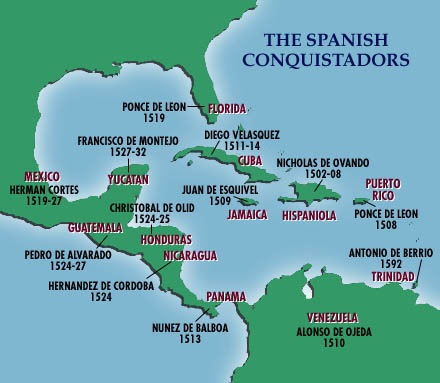 THE SPANISH
CONQUISTADORS
PONCE DE LEON
1519
FLORIDA
FRANCISCO DE MONTEJO
1527-32
DIEGO VELASQUEZ
1511-14
CUBA
NICHOLAS DE OVANDO
1502-08
MEXICO
HERMAN CORTES
1519-27
YUCATAN
JUAN DE ESQUIVEL
1509
PUERTO
RICO
CHRISTOBAL DE OLID
1524-25
JAMAICA
HISPANIOLA
PONCE DE LEON
1508
GUATEMALA
HONDURAS
PEDRO DE ALVARADO
1524-27
NICARAGUA
ANTONIO DE BERRIO
1592
TRINIDAD
HERNANDEZ DE CORDOBA
1524
PANAMA
NUNEZ DE BALBOA
1513
VENEZUELA
ALONSO DE OJEDA
1510